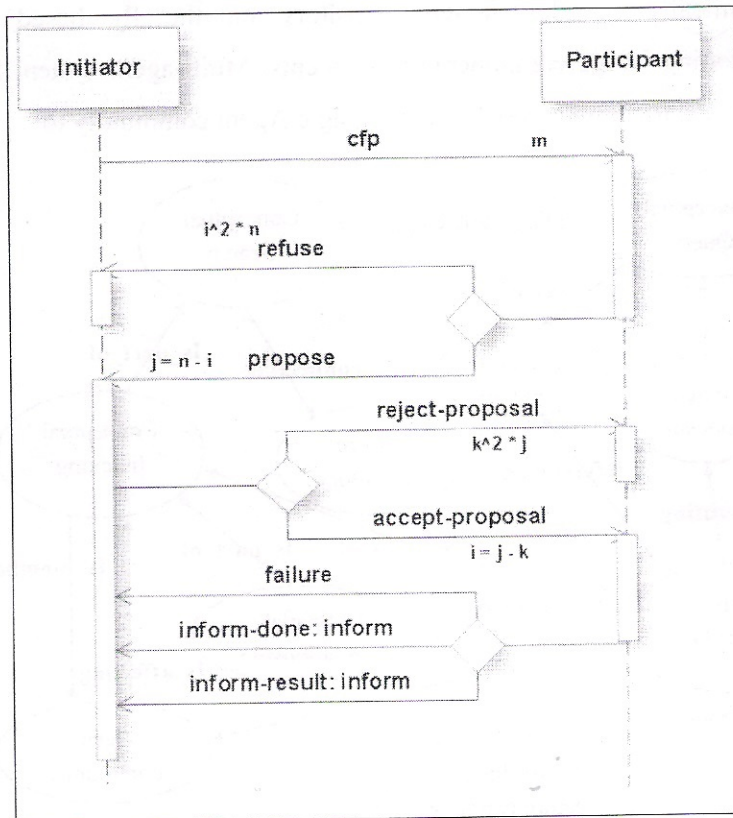 Initiator
Participant
cfp m
i^2 * n
refuse
j = n - i propose
reject-proposal
k^2 * j
accept-proposal
i = j - k
failure
inform-done: inform
inform-result: inform